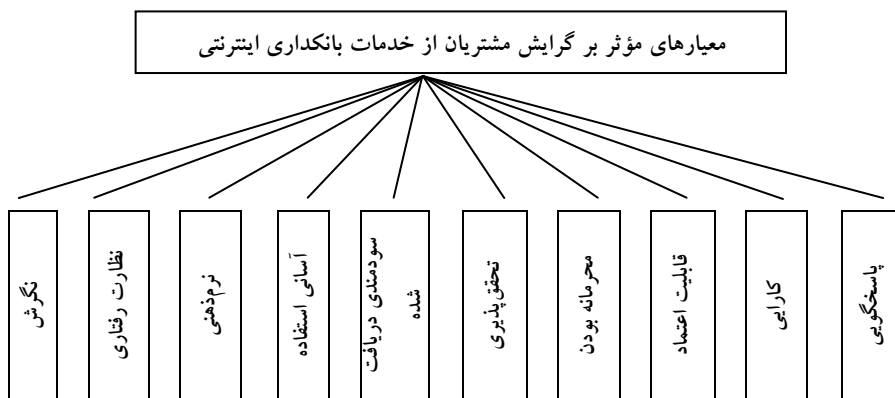 معیارهای مؤثر بر گرایش مشتریان از خدمات بانکداری اینترنتی
پاسخگویی
کارایی
قابلیت اعتماد
محرمانه بودن
تحقق‌پذیری
سودمندی دریافت
شده
آسانی استفاده
نرم‌ذهنی
نظارت رفتاری
نگرش